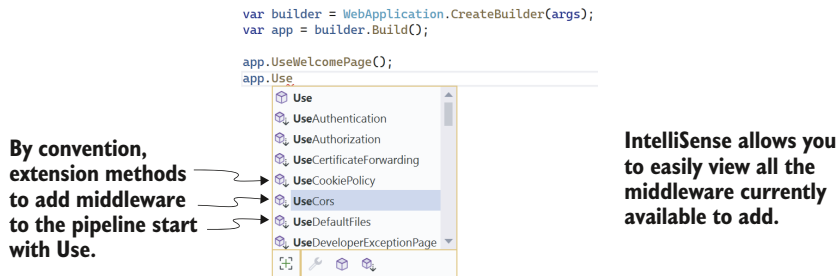 var builder = WebApplication.CreateBuilder(args);
var app = builder.Build();
app.UseWelcomePage();
app.Use
Use
UseAuthentication
UseAuthorization
UseCertificateForwarding
UseCookiePolicy
UseCors
UseDefaultFiles
UseDeveloperExceptionPage
By convention,
extension methods
to add middleware
to the pipeline start
with Use.
IntelliSense allows you
to easily view all the
middleware currently
available to add.